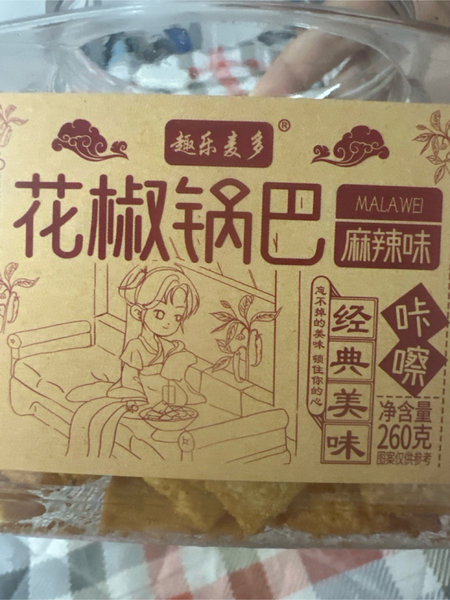 趣乐麦多®
花椒锅巴
MALAWEI
麻辣味
忘不掉的美味 锁住你的心
经典美味
咔嚓
净含量
260克
图案仅供参考